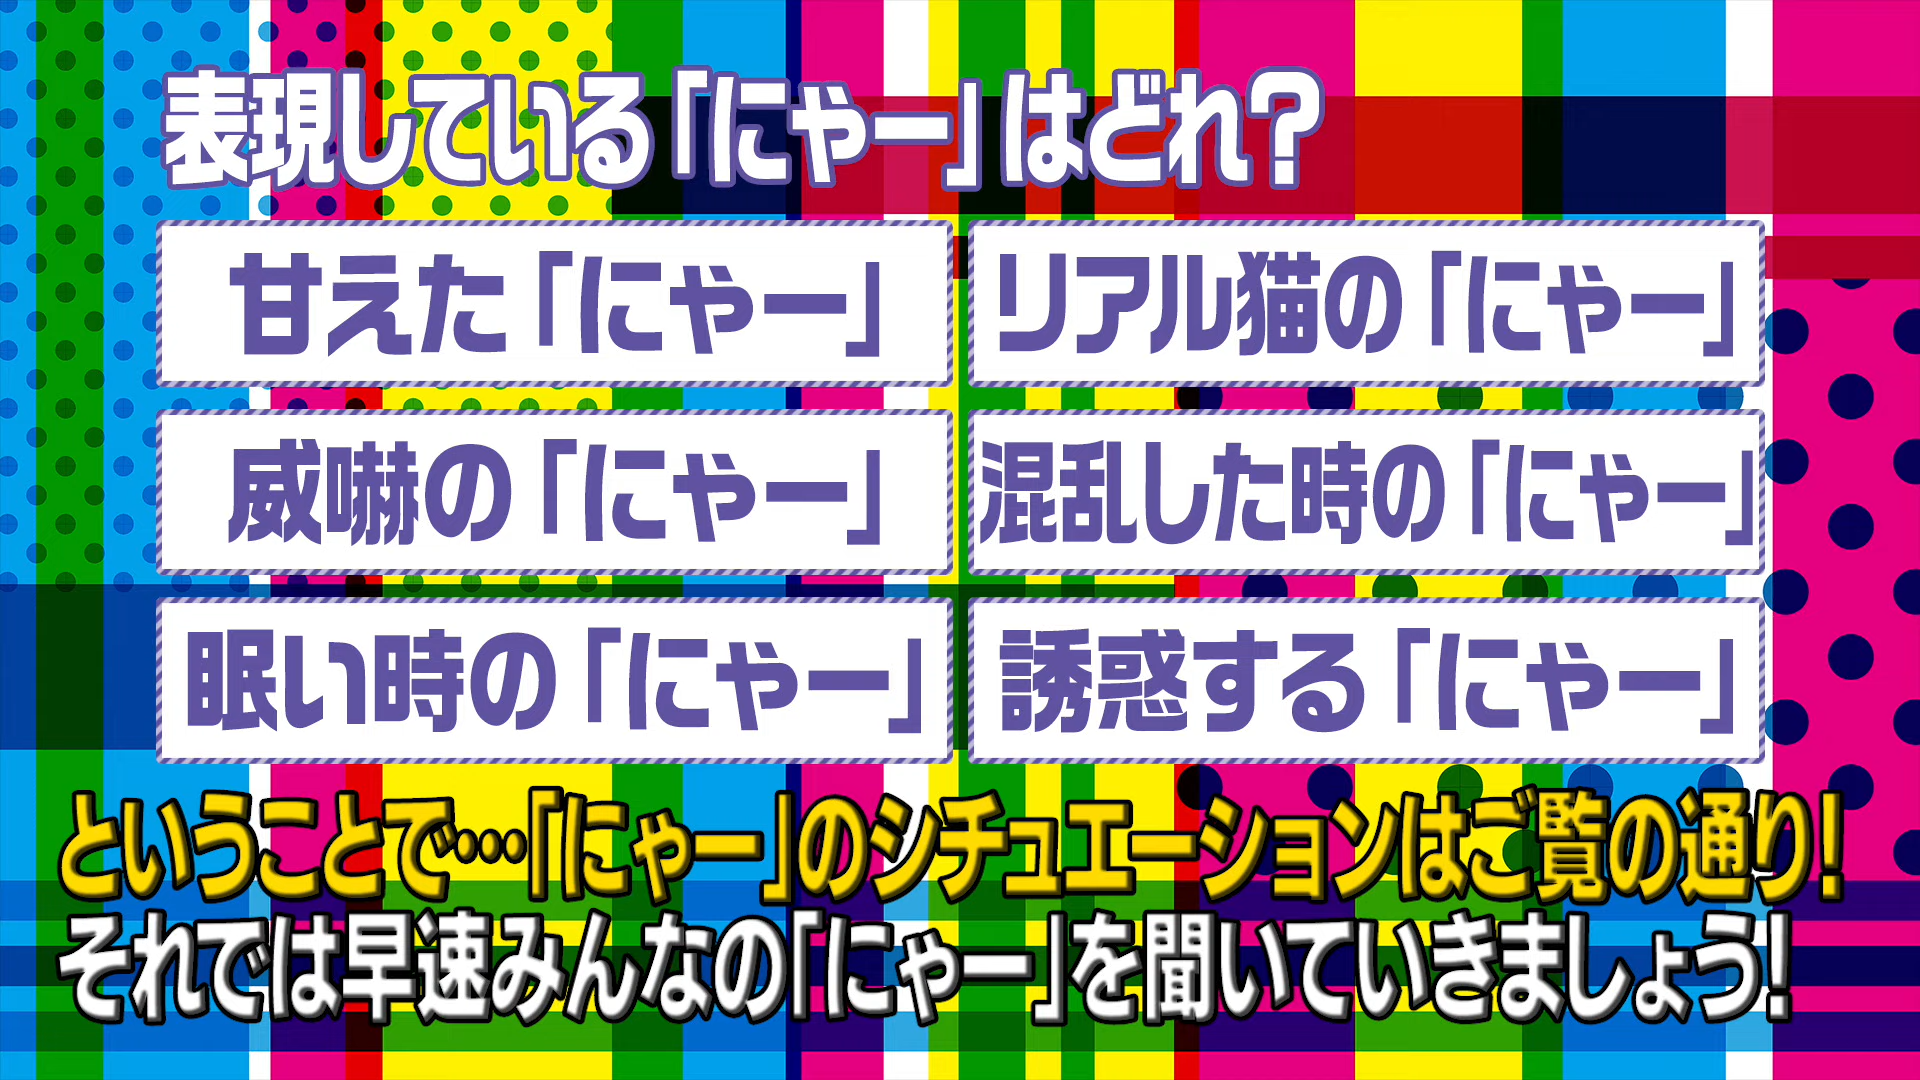 表現している「にゃー」はどれ？
甘えた「にゃー」
リアル猫の「にゃー」
威嚇の「にゃー」
混乱した時の「にゃー」
眠い時の「にゃー」
誘惑する「にゃー」
ということで…「にゃー」のシチュエーションはご覧の通り！
それでは早速みんなの「にゃー」を聞いていきましょう！